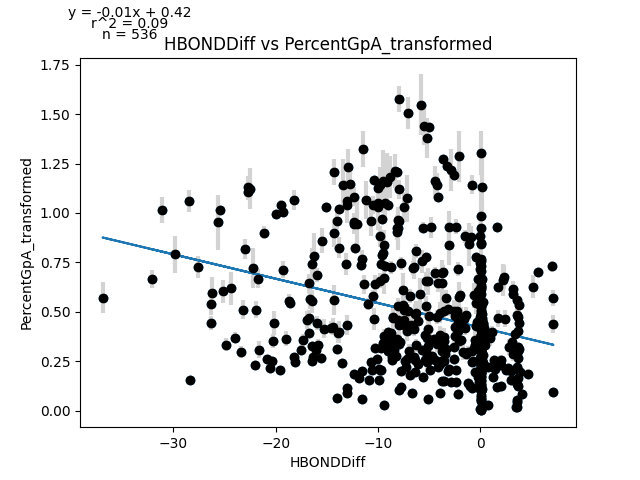 y = -0.01x + 0.42
r^2 = 0.09
n = 536
HBONDDiff vs PercentGpA_transformed
1.75
1.50
1.25
1.00
0.75
0.50
0.25
0.00
PercentGpA_transformed
−30
−20
−10
0
HBONDDiff